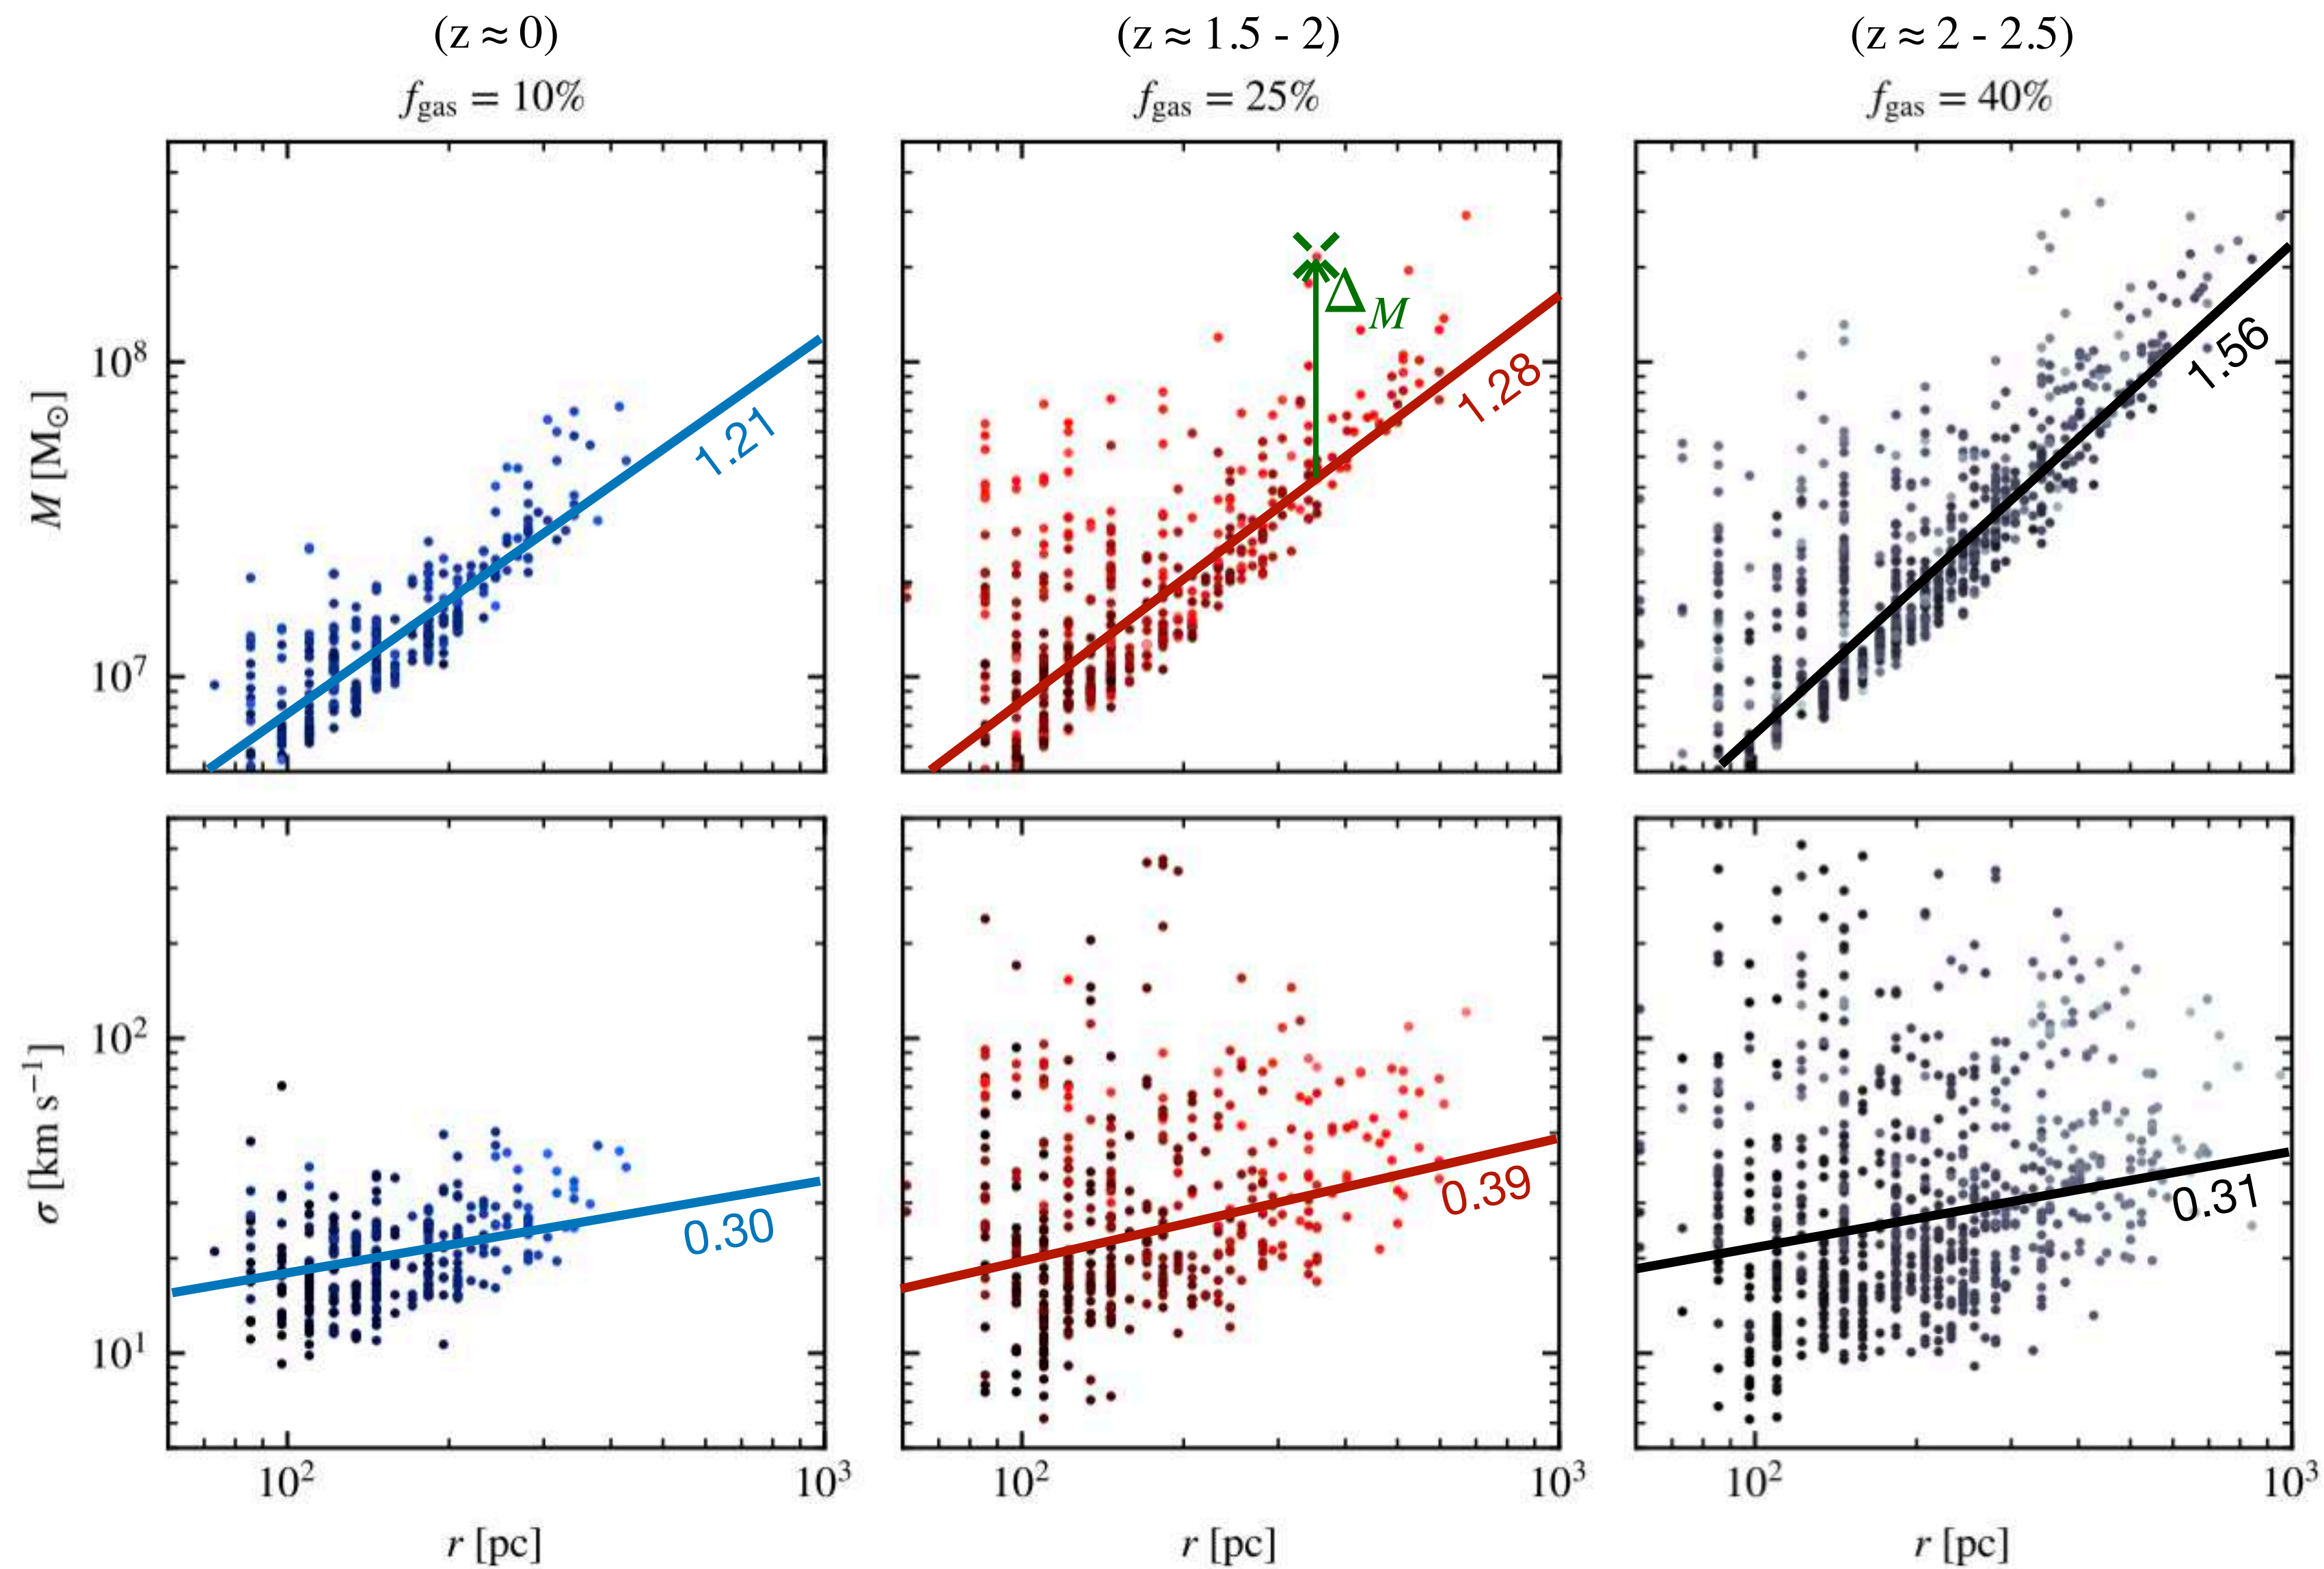 (z ≈ 0) (z ≈ 1.5 - 2) (z ≈ 2 - 2.5)
f_gas = 10% f_gas = 25% f_gas = 40%
M [M_⊙]
10^8
10^7
1.21
Δ_M
1.28
1.56
σ [km s^−1]
10^2
10^1
0.30
0.39
0.31
10^2 10^3 10^2 10^3 10^2 10^3
r [pc] r [pc] r [pc]